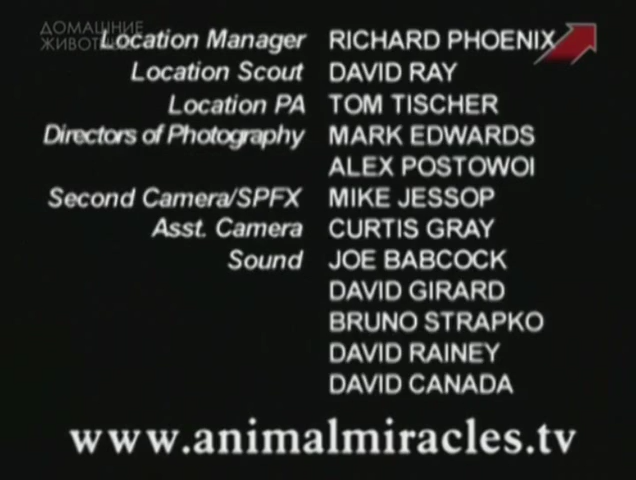 ДОМАШНИЕ
ЖИВОТНЫЕ
Location Manager RICHARD PHOENIX
Location Scout DAVID RAY
Location PA TOM TISCHER
Directors of Photography MARK EDWARDS
ALEX POSTOWOI
Second Camera/SPFX MIKE JESSOP
Asst. Camera CURTIS GRAY
Sound JOE BABCOCK
DAVID GIRARD
BRUNO STRAPKO
DAVID RAINEY
DAVID CANADA
www.animalmiracles.tv